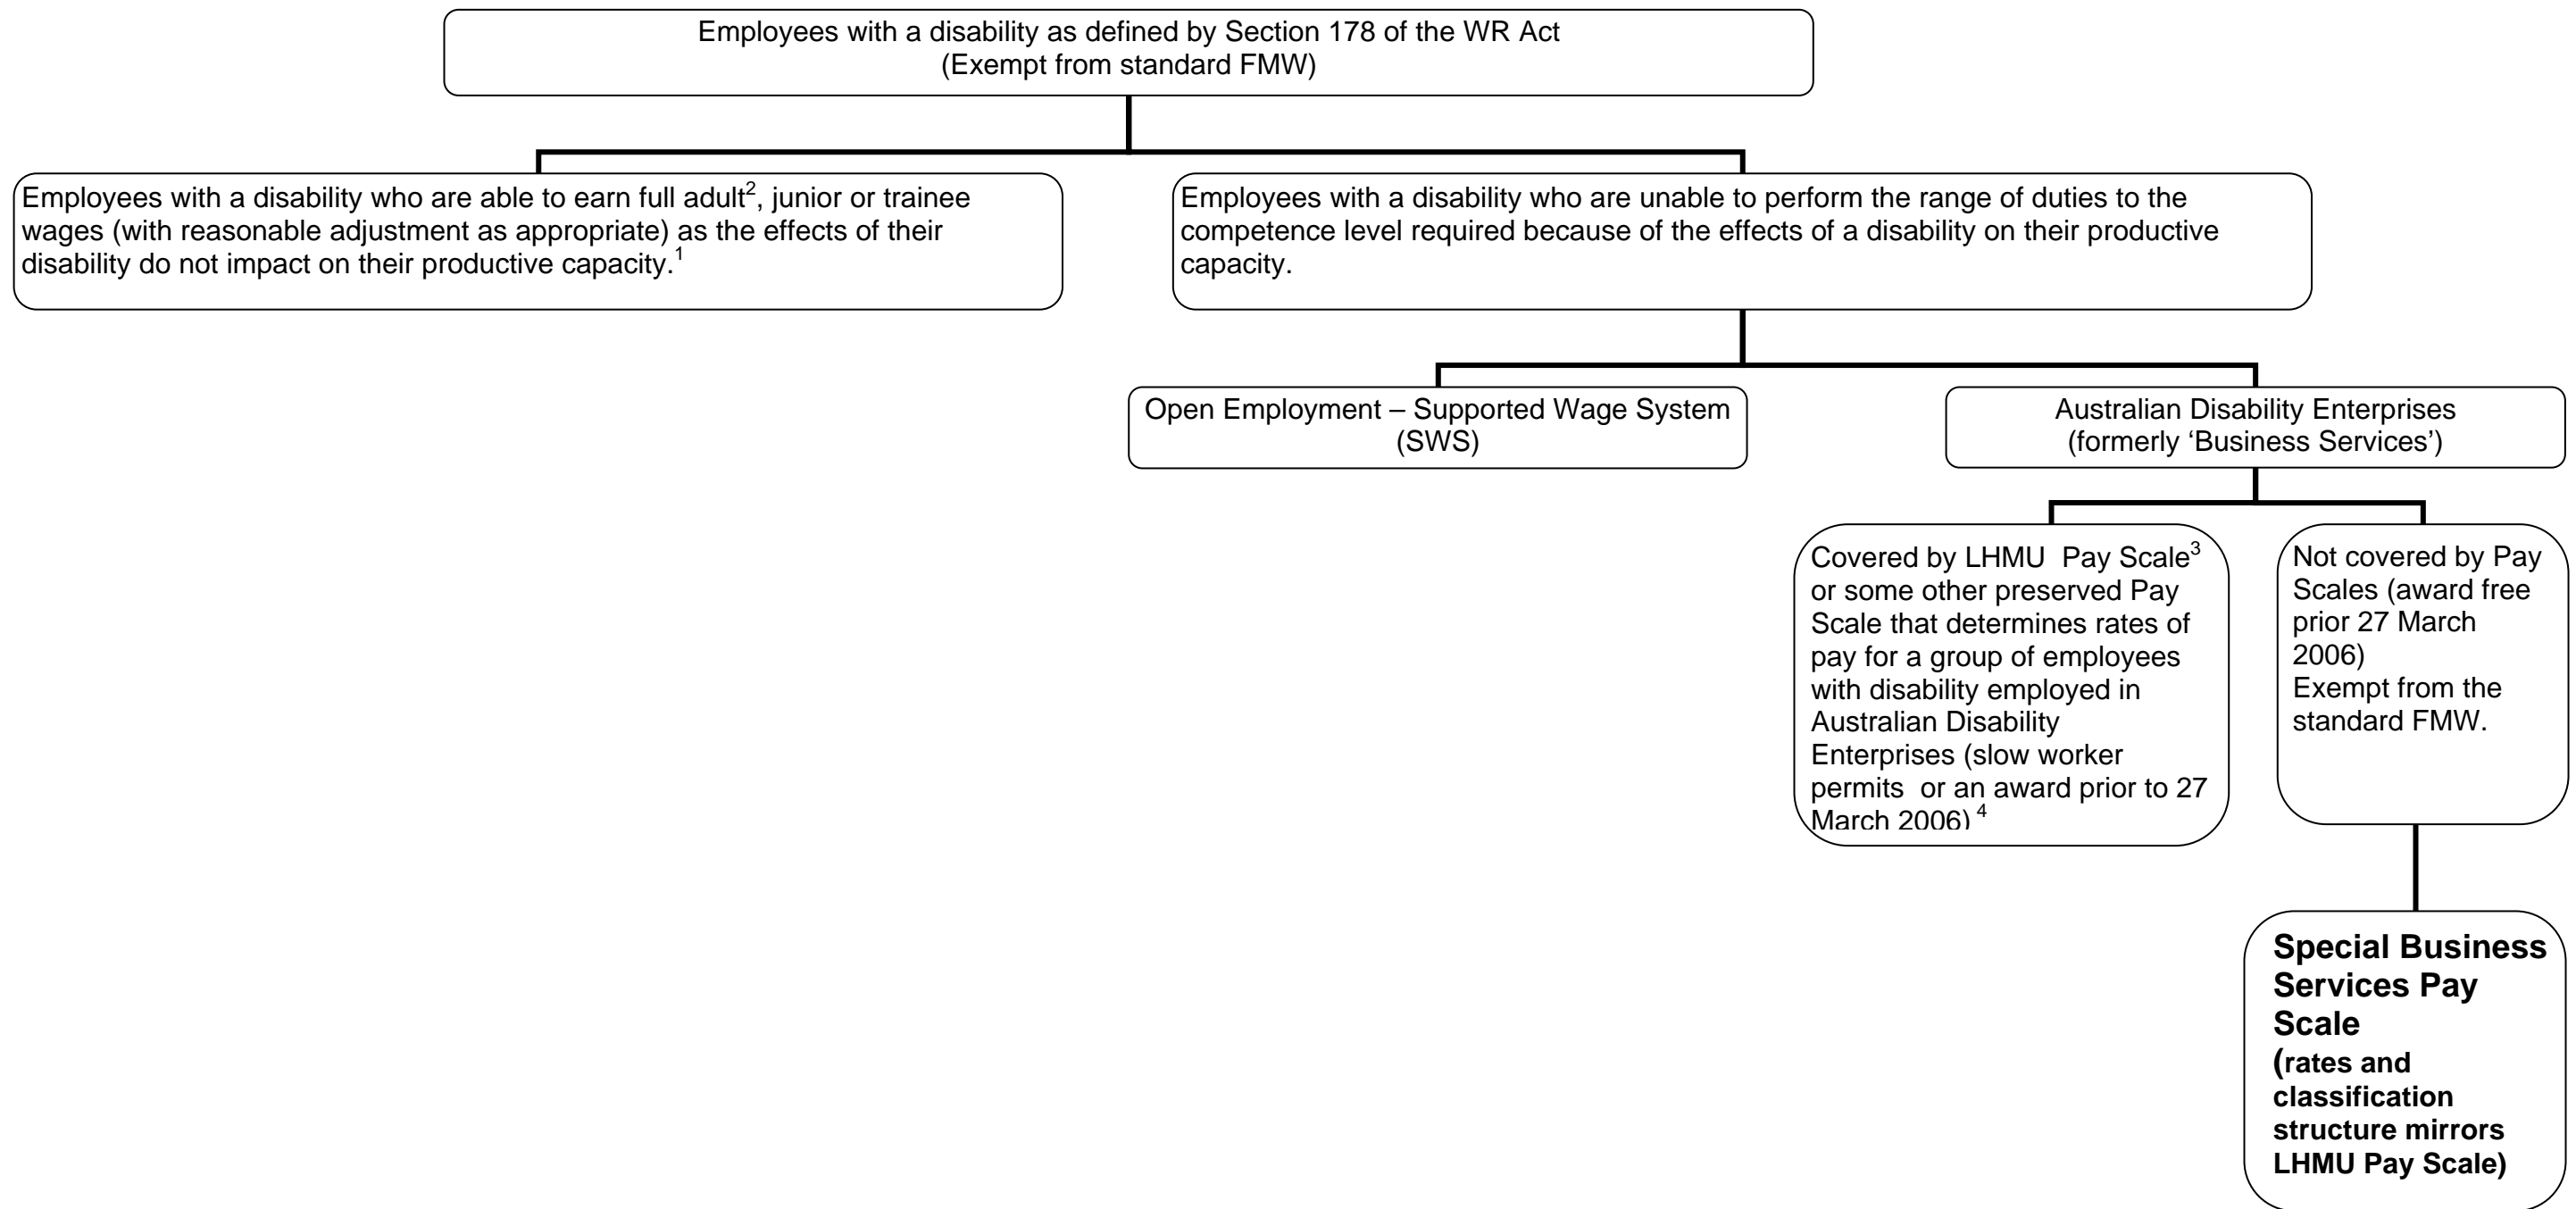 Employees with a disability as defined by Section 178 of the WR Act
(Exempt from standard FMW)
Employees with a disability who are able to earn full adult², junior or trainee
wages (with reasonable adjustment as appropriate) as the effects of their
disability do not impact on their productive capacity.¹
Employees with a disability who are unable to perform the range of duties to the
competence level required because of the effects of a disability on their productive
capacity.
Open Employment – Supported Wage System
(SWS)
Australian Disability Enterprises
(formerly ‘Business Services’)
Covered by LHMU  Pay Scale³
or some other preserved Pay
Scale that determines rates of
pay for a group of employees
with disability employed in
Australian Disability
Enterprises (slow worker
permits  or an award prior to 27
March 2006) ⁴
Not covered by Pay
Scales (award free
prior 27 March
2006)
Exempt from the
standard FMW.
Special Business
Services Pay
Scale
(rates and
classification
structure mirrors
LHMU Pay Scale)